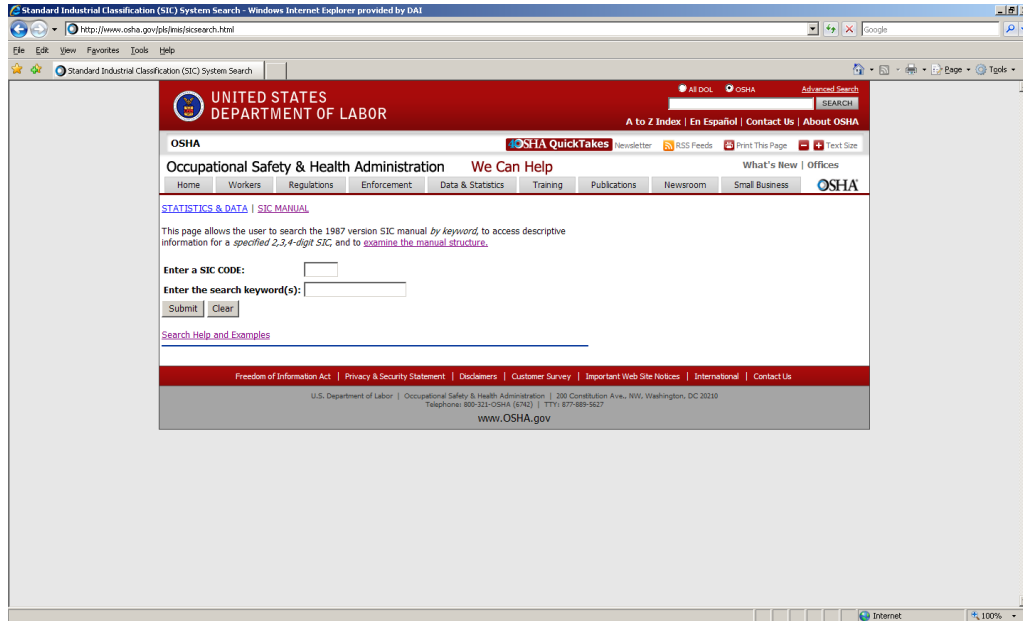 Standard Industrial Classification (SIC) System Search - Windows Internet Explorer provided by DAI
http://www.osha.gov/pls/imis/sicsearch.html
Google
File Edit View Favorites Tools Help
Standard Industrial Classification (SIC) System Search
Page Tools
UNITED STATES
DEPARTMENT OF LABOR
All DOL OSHA Advanced Search
SEARCH
A to Z Index | En Español | Contact Us | About OSHA
OSHA
OSHA QuickTakes Newsletter RSS Feeds Print This Page Text Size
Occupational Safety & Health Administration We Can Help
What's New | Offices
Home Workers Regulations Enforcement Data & Statistics Training Publications Newsroom Small Business OSHA
STATISTICS & DATA | SIC MANUAL
This page allows the user to search the 1987 version SIC manual by keyword, to access descriptive
information for a specified 2,3,4-digit SIC, and to examine the manual structure.
Enter a SIC CODE:
Enter the search keyword(s):
Submit Clear
Search Help and Examples
Freedom of Information Act | Privacy & Security Statement | Disclaimers | Customer Survey | Important Web Site Notices | International | Contact Us
U.S. Department of Labor | Occupational Safety & Health Administration | 200 Constitution Ave., NW, Washington, DC 20210
Telephone: 800-321-OSHA (6742) | TTY: 877-889-5627
www.OSHA.gov
Internet 100%